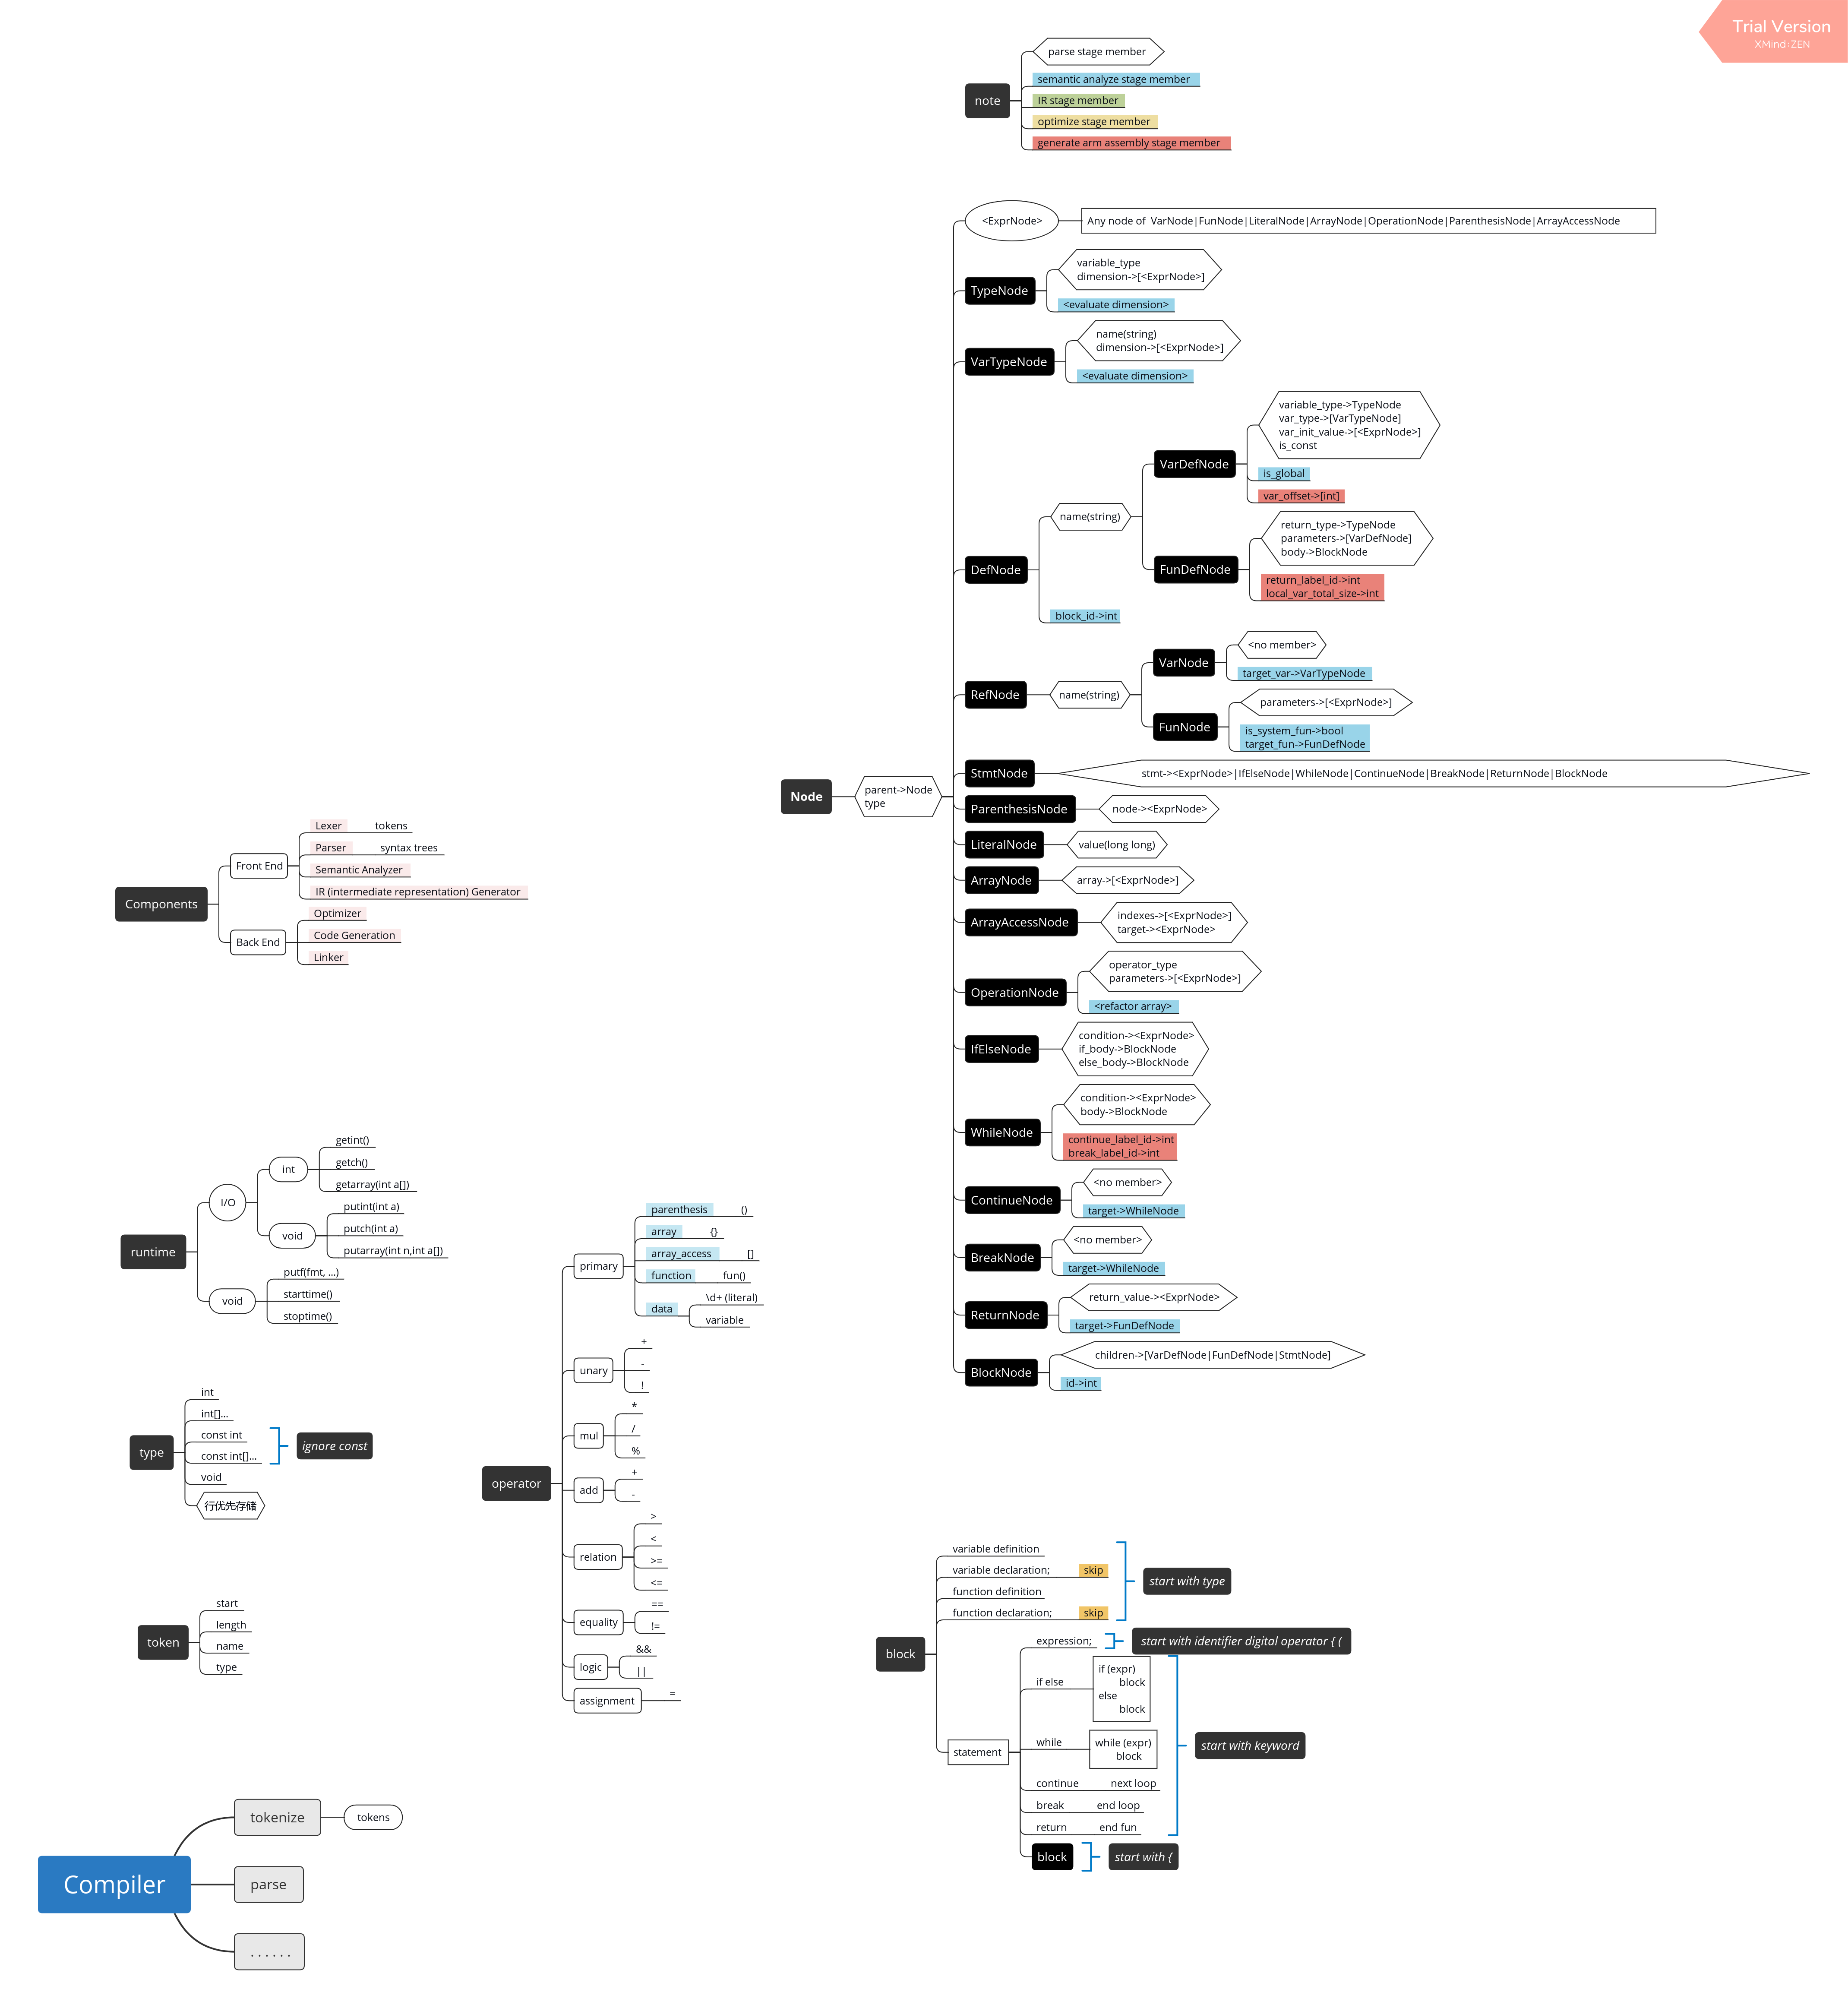 Trial Version
XMind:ZEN
note
parse stage member
semantic analyze stage member
IR stage member
optimize stage member
generate arm assembly stage member
Node
parent->Node
type
<ExprNode>
Any node of  VarNode|FunNode|LiteralNode|ArrayNode|OperationNode|ParenthesisNode|ArrayAccessNode
TypeNode
variable_type
dimension->[<ExprNode>]
<evaluate dimension>
VarTypeNode
name(string)
dimension->[<ExprNode>]
<evaluate dimension>
DefNode
name(string)
VarDefNode
variable_type->TypeNode
var_type->[VarTypeNode]
var_init_value->[<ExprNode>]
is_const
is_global
var_offset->[int]
FunDefNode
return_type->TypeNode
parameters->[VarDefNode]
body->BlockNode
return_label_id->int
local_var_total_size->int
block_id->int
RefNode
name(string)
VarNode
<no member>
target_var->VarTypeNode
FunNode
parameters->[<ExprNode>]
is_system_fun->bool
target_fun->FunDefNode
StmtNode
stmt-><ExprNode>|IfElseNode|WhileNode|ContinueNode|BreakNode|ReturnNode|BlockNode
ParenthesisNode
node-><ExprNode>
LiteralNode
value(long long)
ArrayNode
array->[<ExprNode>]
ArrayAccessNode
indexes->[<ExprNode>]
target-><ExprNode>
OperationNode
operator_type
parameters->[<ExprNode>]
<refactor array>
IfElseNode
condition-><ExprNode>
if_body->BlockNode
else_body->BlockNode
WhileNode
condition-><ExprNode>
body->BlockNode
continue_label_id->int
break_label_id->int
ContinueNode
<no member>
target->WhileNode
BreakNode
<no member>
target->WhileNode
ReturnNode
return_value-><ExprNode>
target->FunDefNode
BlockNode
children->[VarDefNode|FunDefNode|StmtNode]
id->int
Components
Front End
Lexer
tokens
Parser
syntax trees
Semantic Analyzer
IR (intermediate representation) Generator
Back End
Optimizer
Code Generation
Linker
runtime
I/O
int
getint()
getch()
getarray(int a[])
void
putint(int a)
putch(int a)
putarray(int n,int a[])
void
putf(fmt, ...)
starttime()
stoptime()
type
int
int[]...
const int
const int[]...
ignore const
void
行优先存储
token
start
length
name
type
operator
primary
parenthesis
()
array
{}
array_access
[]
function
fun()
data
\d+ (literal)
variable
unary
+
-
!
mul
*
/
%
add
+
-
relation
>
<
>=
<=
equality
==
!=
logic
&&
||
assignment
=
block
variable definition
variable declaration;
skip
function definition
function declaration;
skip
start with type
statement
expression;
start with identifier digital operator { (
if else
if (expr)
block
else
block
while
while (expr)
block
continue
next loop
break
end loop
return
end fun
start with keyword
block
start with {
Compiler
tokenize
tokens
parse
......